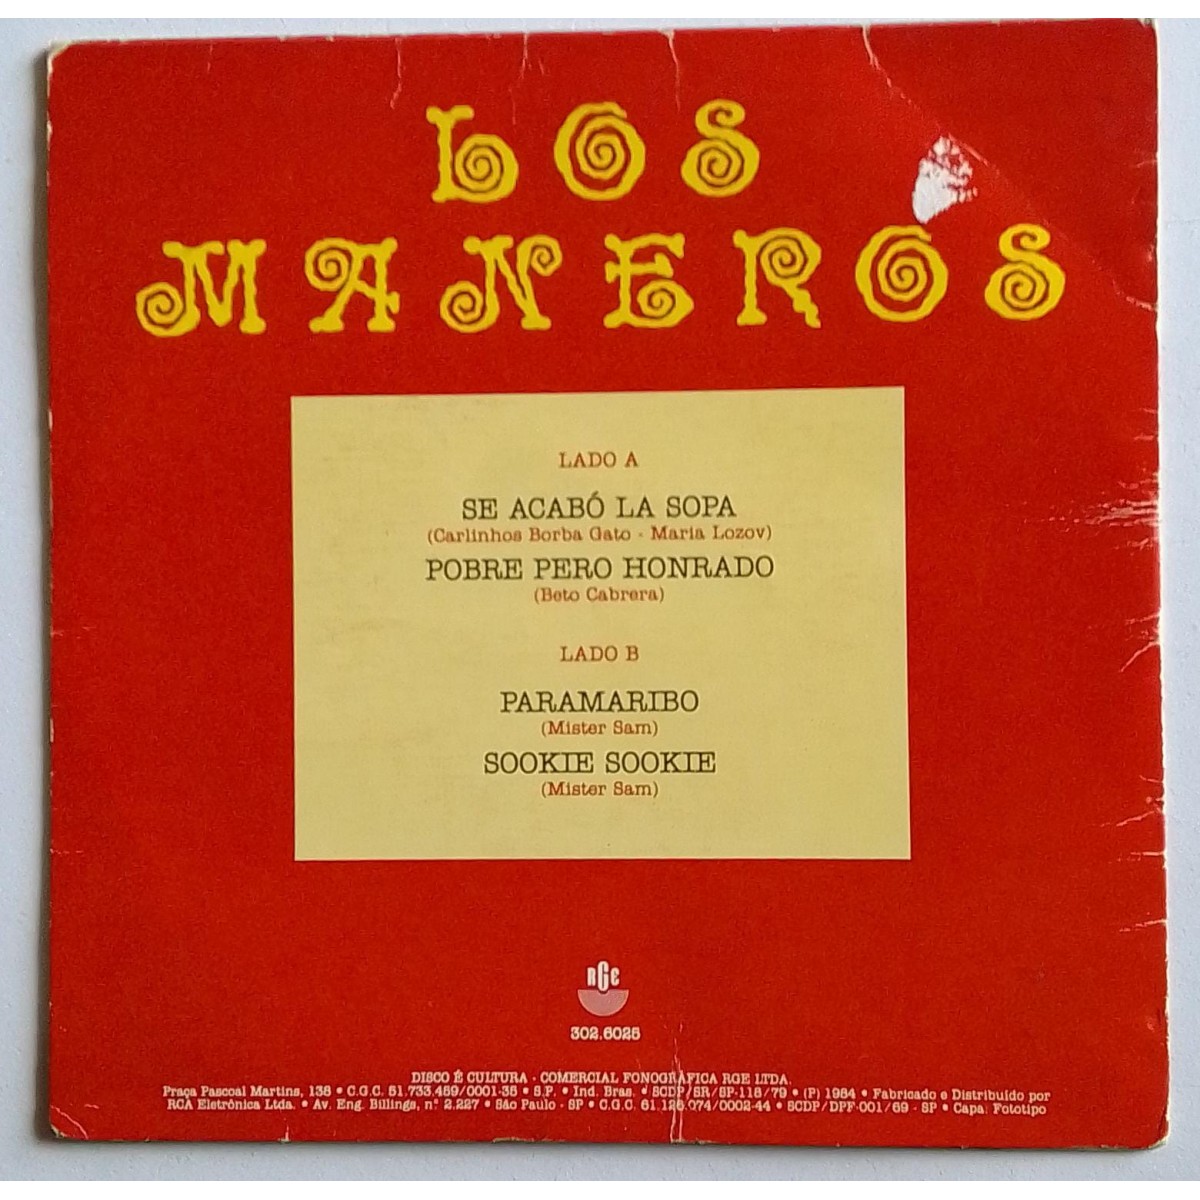 LOS
MANEROS
LADO A
SE ACABÓ LA SOPA
(Carlinhos Borba Gato - Maria Lozov)
POBRE PERO HONRADO
(Beto Cabrera)
LADO B
PARAMARIBO
(Mister Sam)
SOOKIE SOOKIE
(Mister Sam)
RGE
302.6025
DISCO É CULTURA - COMERCIAL FONOGRÁFICA RGE LTDA.
Praça Pascoal Martins, 138 • C.G.C. 51.733.459/0001-35 • S.P. • Ind. Bras. • SCDP/SR/SP-118/79 • (P) 1984 • Fabricado e Distribuído por
RCA Eletrônica Ltda. • Av. Eng. Billings, nº 2.227 • São Paulo - SP • C.G.C. 61.126.074/0002-44 • SCDP/DPF-001/69 - SP • Capa: Fototipo